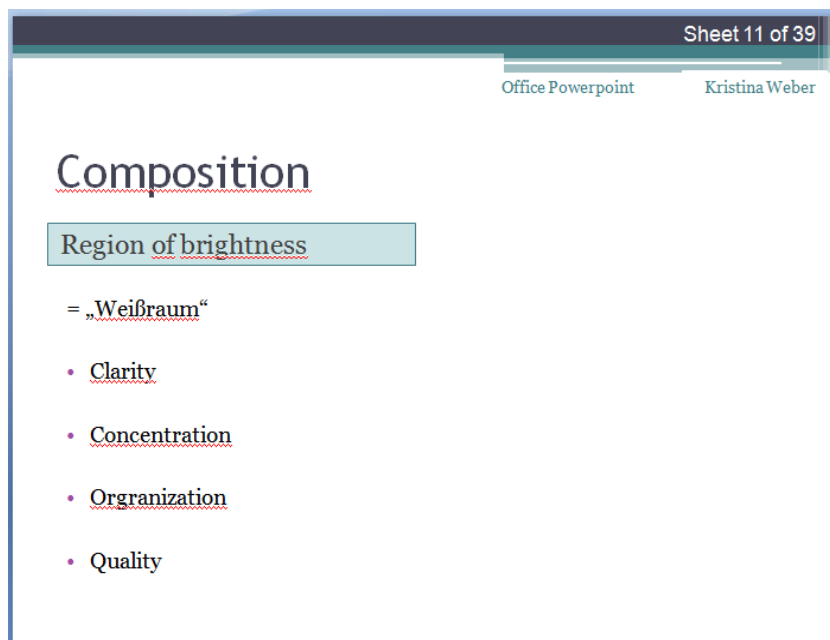 Sheet 11 of 39
Office Powerpoint Kristina Weber
Composition
Region of brightness
= „Weißraum“
• Clarity
• Concentration
• Orgranization
• Quality